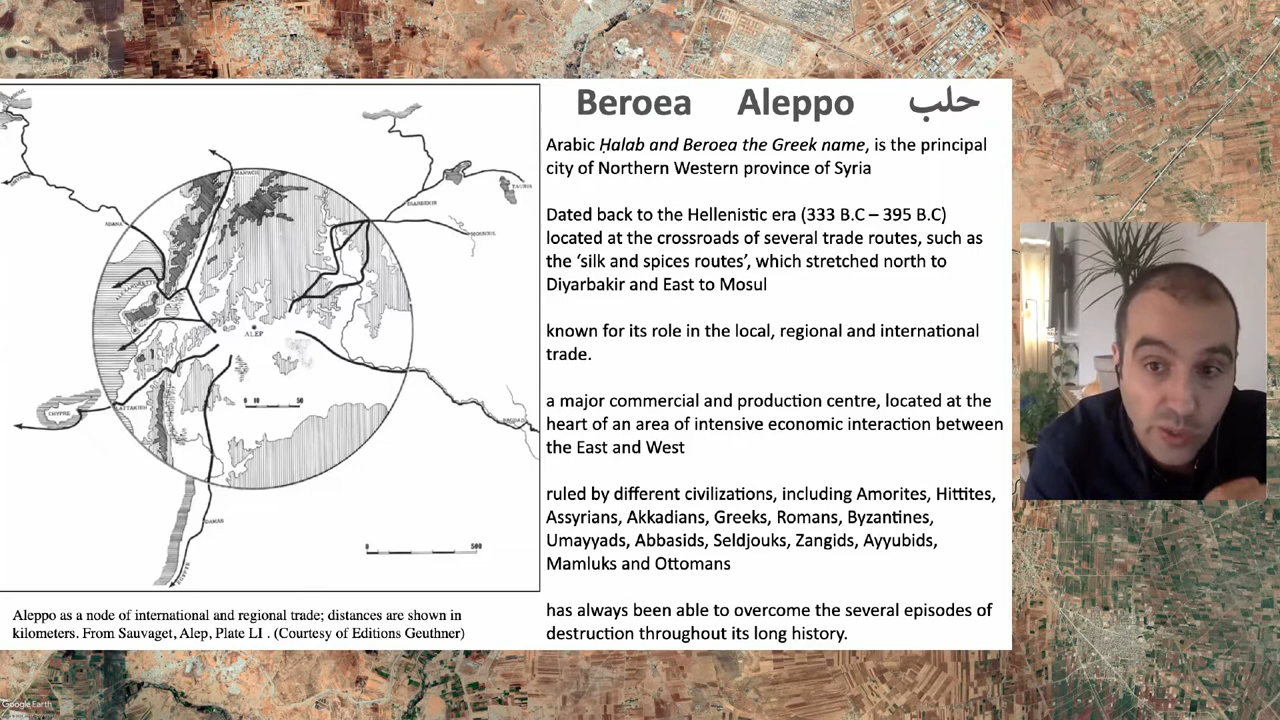 Beroea Aleppo حلب
Arabic Ḥalab and Beroea the Greek name, is the principal
city of Northern Western province of Syria
Dated back to the Hellenistic era (333 B.C – 395 B.C)
located at the crossroads of several trade routes, such as
the ‘silk and spices routes’, which stretched north to
Diyarbakir and East to Mosul
known for its role in the local, regional and international
trade.
a major commercial and production centre, located at the
heart of an area of intensive economic interaction between
the East and West
ruled by different civilizations, including Amorites, Hittites,
Assyrians, Akkadians, Greeks, Romans, Byzantines,
Umayyads, Abbasids, Seldjouks, Zangids, Ayyubids,
Mamluks and Ottomans
has always been able to overcome the several episodes of
destruction throughout its long history.
MARACH
ADANA
DIARBEKIR
MOSSOUL
ALEP
0 10 50
CHYPRE
LATTAKIEH
DAMAS
0 500
Aleppo as a node of international and regional trade; distances are shown in
kilometers. From Sauvaget, Alep, Plate LI . (Courtesy of Editions Geuthner)
Google Earth